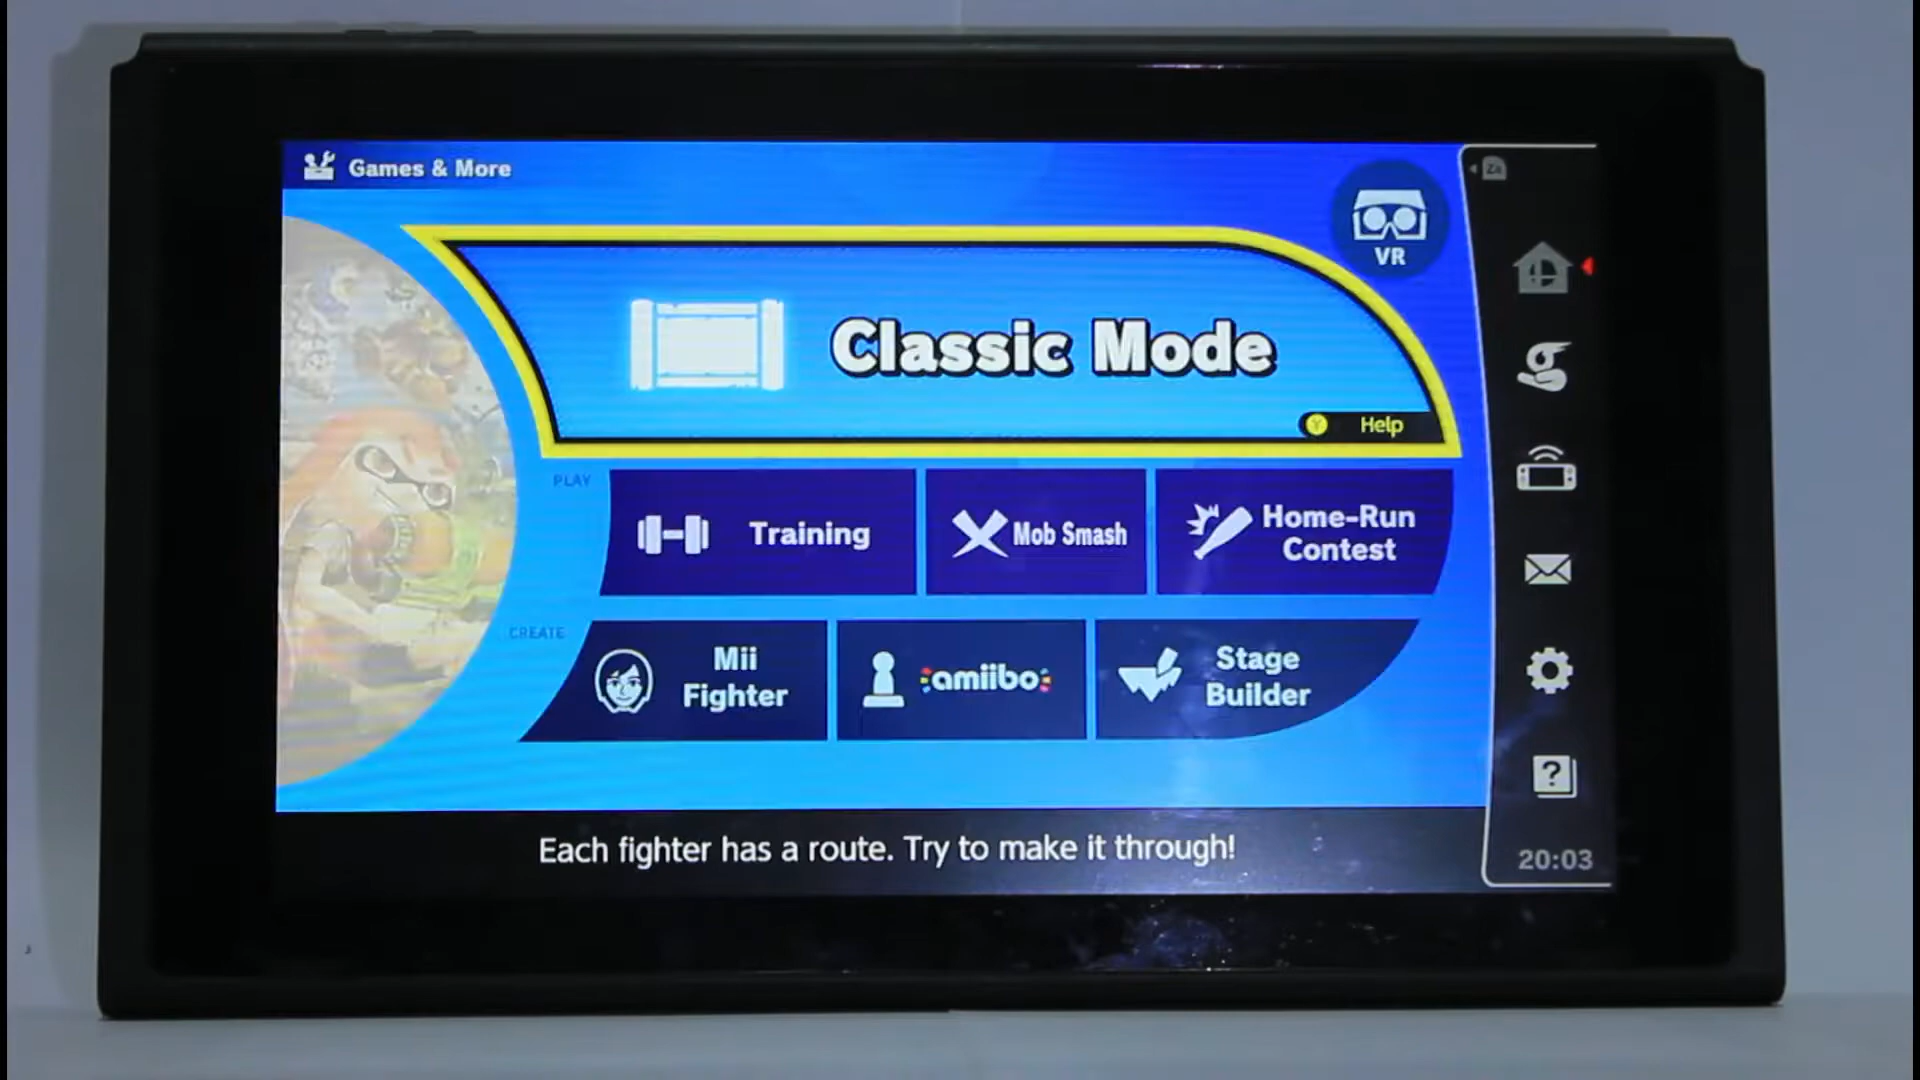 Games & More
VR
Classic Mode
Y Help
PLAY
Training
Mob Smash
Home-Run
Contest
CREATE
Mii
Fighter
amiibo
Stage
Builder
?
Each fighter has a route. Try to make it through!
20:03